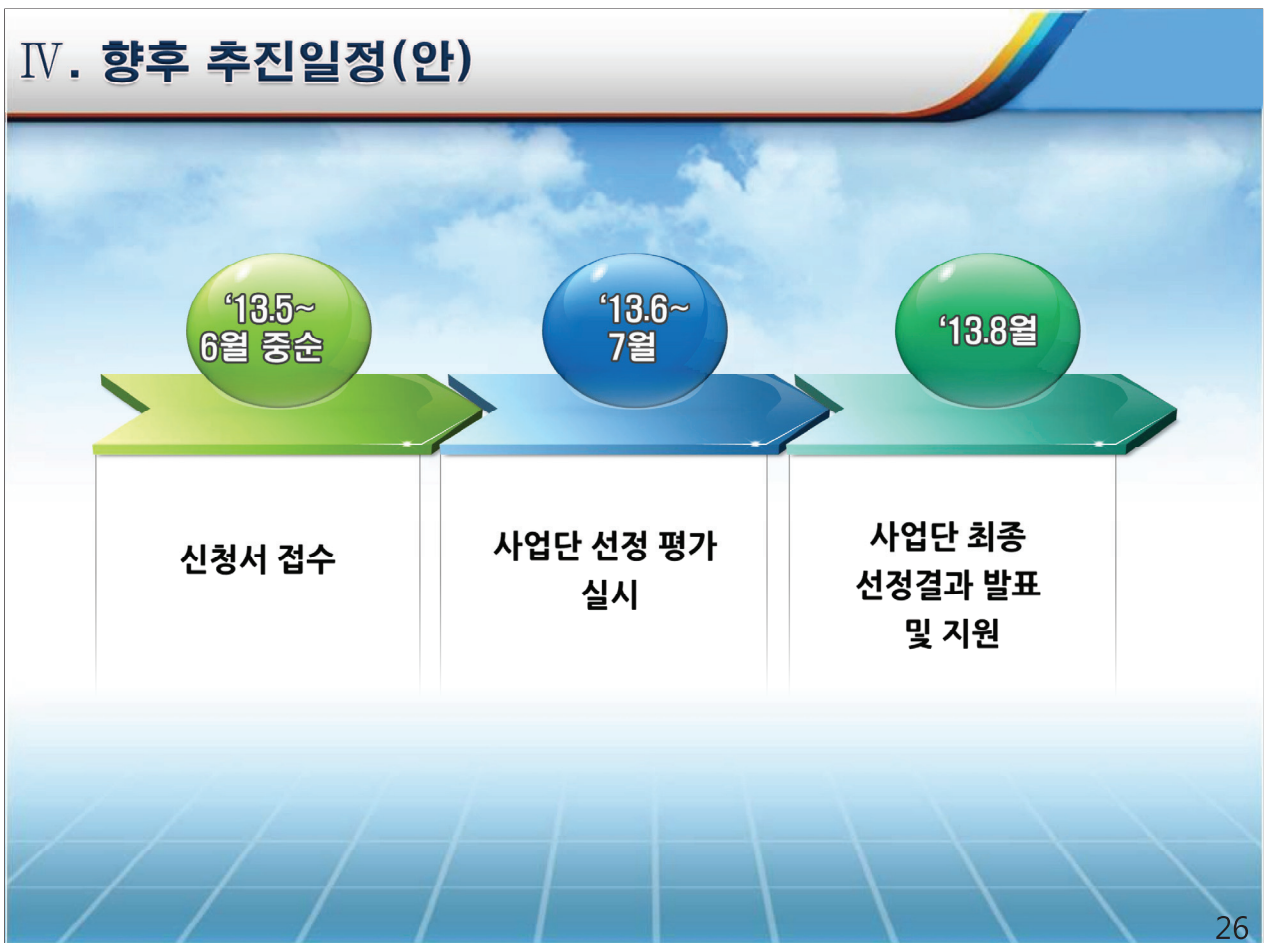 Ⅳ. 향후 추진일정(안)
‘13.5~
6월 중순
‘13.6~
7월
‘13.8월
신청서 접수
사업단 선정 평가
실시
사업단 최종
선정결과 발표
및 지원
26